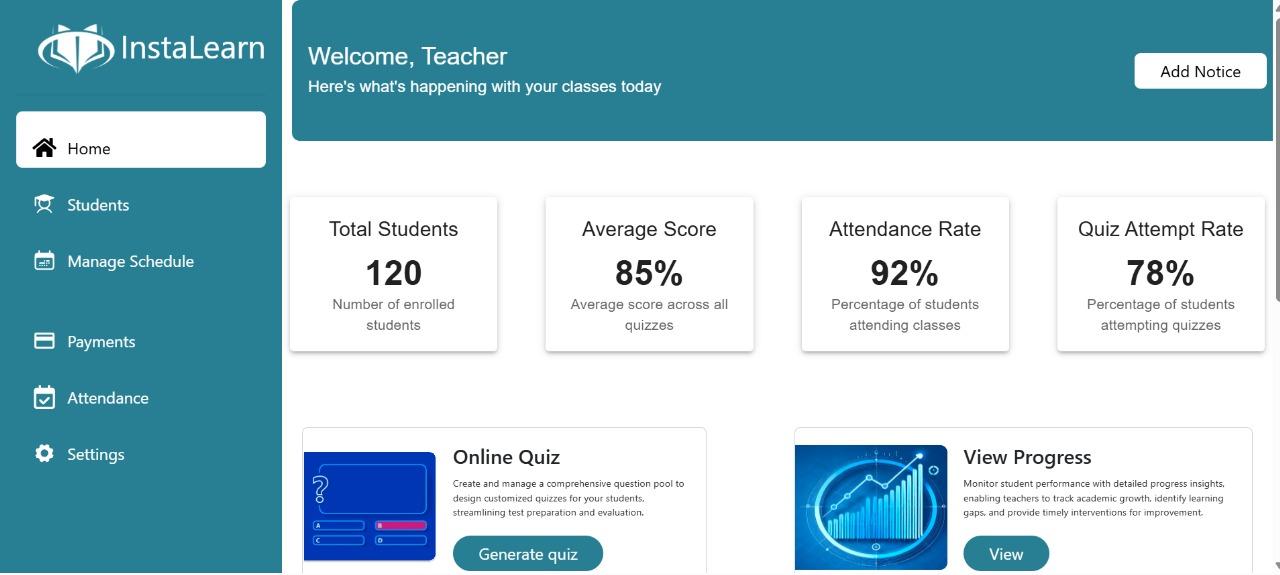 InstaLearn
Home
Students
Manage Schedule
Payments
Attendance
Settings
Welcome, Teacher
Here's what's happening with your classes today
Add Notice
Total Students
120
Number of enrolled
students
Average Score
85%
Average score across all
quizzes
Attendance Rate
92%
Percentage of students
attending classes
Quiz Attempt Rate
78%
Percentage of students
attempting quizzes
?
A
B
C
D
Online Quiz
Create and manage a comprehensive question pool to
design customized quizzes for your students,
streamlining test preparation and evaluation.
Generate quiz
View Progress
Monitor student performance with detailed progress insights,
enabling teachers to track academic growth, identify learning
gaps, and provide timely interventions for improvement.
View